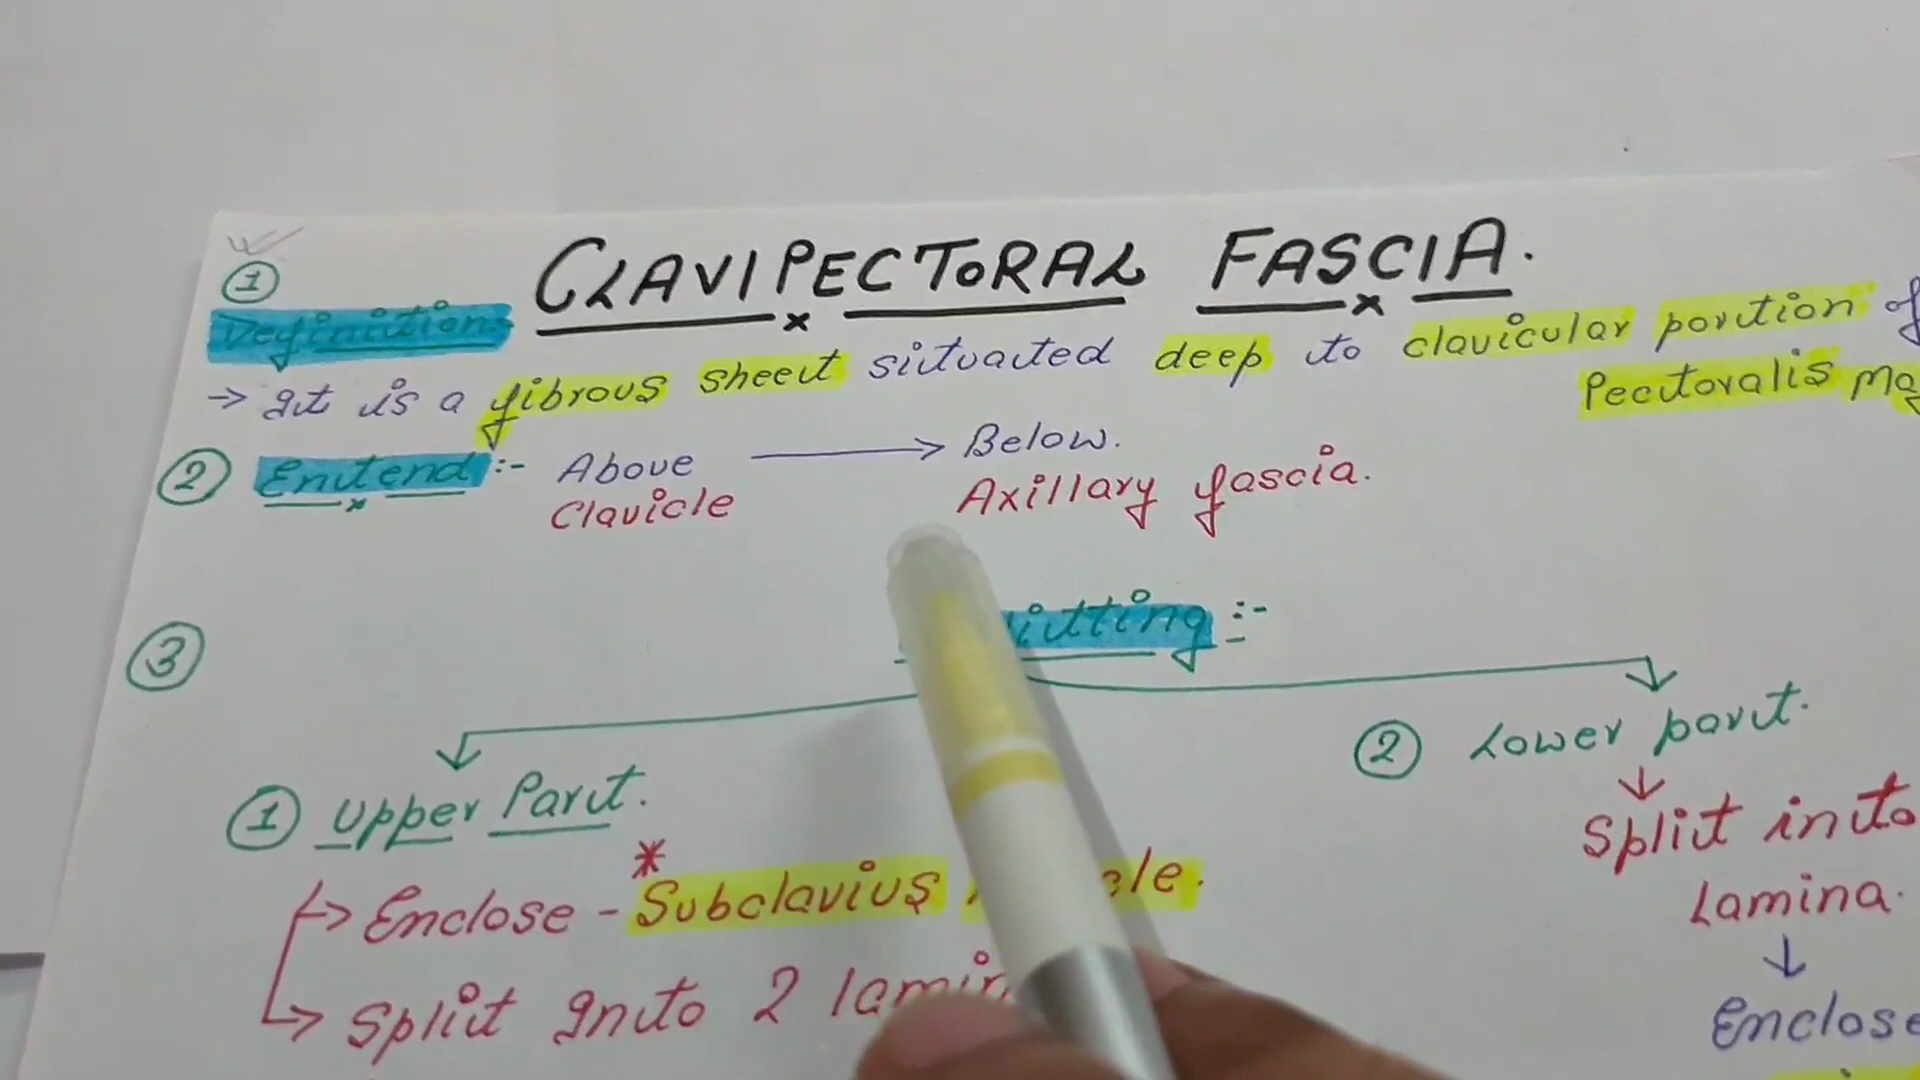 CLAVIPECTORAL FASCIA.
①
Definition:-
→ It is a fibrous sheet situated deep to clavicular portion of
Pectoralis
② Extend :- Above → Below.
Clavicle Axillary fascia.
③
:-
① Upper Part. ② Lower part.
↓
→ Enclose - *Subclavius Split into
Lamina.
→ Split Into 2 ↓
Enclose